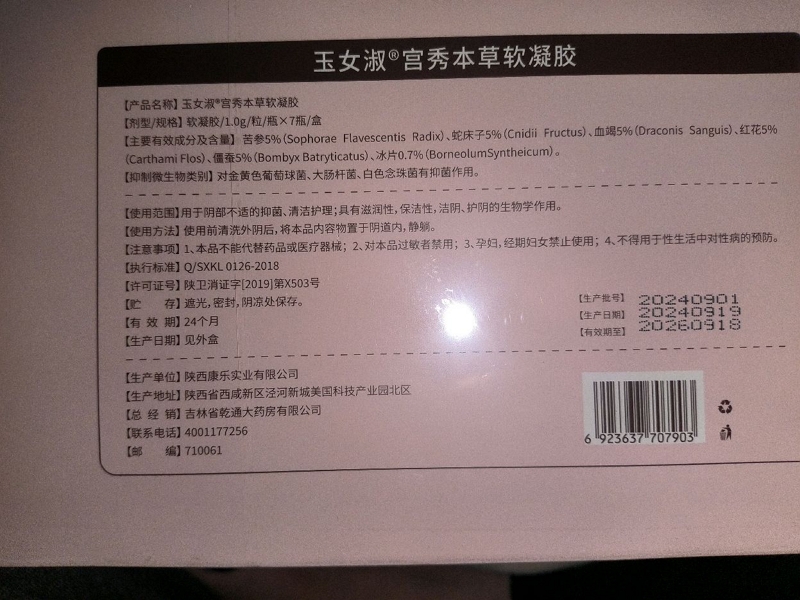 玉女淑®宫秀本草软凝胶
【产品名称】玉女淑®宫秀本草软凝胶
【剂型/规格】软凝胶/1.0g/粒/瓶×7瓶/盒
【主要有效成分及含量】苦参5%(Sophorae Flavescentis Radix)、蛇床子5%(Cnidii Fructus)、血竭5%(Draconis Sanguis)、红花5%
(Carthami Flos)、僵蚕5%(Bombyx Batryticatus)、冰片0.7%(BorneolumSyntheicum)。
【抑制微生物类别】对金黄色葡萄球菌、大肠杆菌、白色念珠菌有抑菌作用。
【使用范围】用于阴部不适的抑菌、清洁护理;具有滋润性,保洁性,洁阴、护阴的生物学作用。
【使用方法】使用前清洗外阴后,将本品内容物置于阴道内,静躺。
【注意事项】1、本品不能代替药品或医疗器械;2、对本品过敏者禁用;3、孕妇,经期妇女禁止使用;4、不得用于性生活中对性病的预防。
【执行标准】Q/SXKL 0126-2018
【许可证号】陕卫消证字[2019]第X503号
【贮 存】遮光,密封,阴凉处保存。
【有 效 期】24个月
【生产日期】见外盒
【生产批号】20240901
【生产日期】20240919
【有效期至】20260918
【生产单位】陕西康乐实业有限公司
【生产地址】陕西省西咸新区泾河新城美国科技产业园北区
【总 经 销】吉林省乾通大药房有限公司
【联系电话】4001177256
【邮 编】710061
6 923637 707903